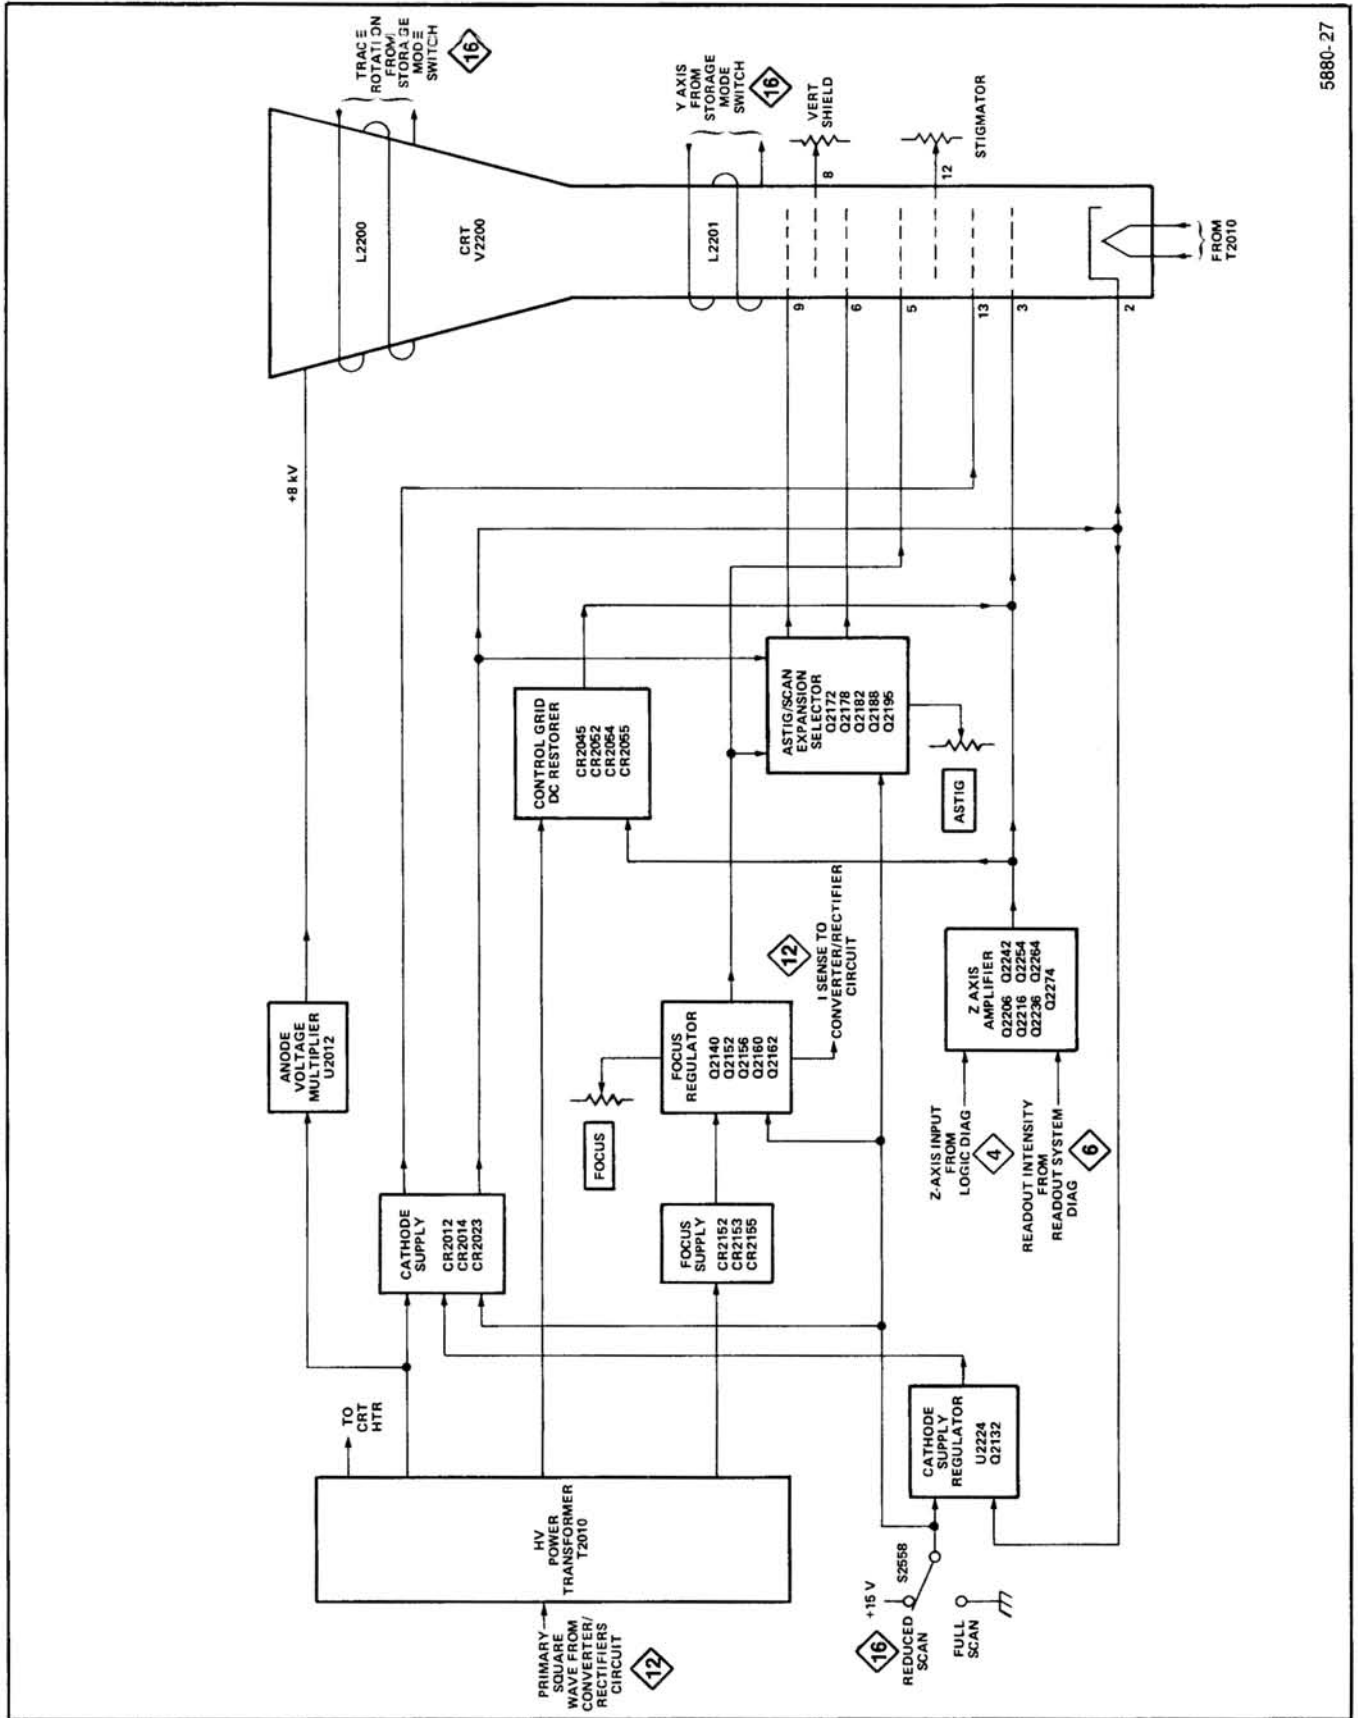 TRACE
ROTATION
FROM
STORAGE
MODE
SWITCH
16
L2200
CRT
V2200
Y AXIS
FROM
STORAGE
MODE
SWITCH
16
L2201
VERT
SHIELD
8
STIGMATOR
12
9
6
5
13
3
2
FROM
T2010
+8 kV
ANODE
VOLTAGE
MULTIPLIER
U2012
CATHODE
SUPPLY
CR2012
CR2014
CR2023
CONTROL GRID
DC RESTORER
CR2045
CR2052
CR2054
CR2055
ASTIG/SCAN
EXPANSION
SELECTOR
Q2172
Q2178
Q2182
Q2188
Q2195
ASTIG
FOCUS
FOCUS
REGULATOR
Q2140
Q2152
Q2156
Q2160
Q2162
12
I SENSE TO
CONVERTER/RECTIFIER
CIRCUIT
FOCUS
SUPPLY
CR2152
CR2153
CR2155
Z AXIS
AMPLIFIER
Q2206 Q2242
Q2216 Q2254
Q2236 Q2264
Q2274
Z-AXIS INPUT
FROM
LOGIC DIAG
4
READOUT INTENSITY
FROM
READOUT SYSTEM
DIAG
6
TO
CRT
HTR
HV
POWER
TRANSFORMER
T2010
PRIMARY
SQUARE
WAVE FROM
CONVERTER/
RECTIFIERS
CIRCUIT
12
CATHODE
SUPPLY
REGULATOR
U2224
Q2132
16
+15 V
REDUCED
SCAN
S2558
FULL
SCAN
5880-27